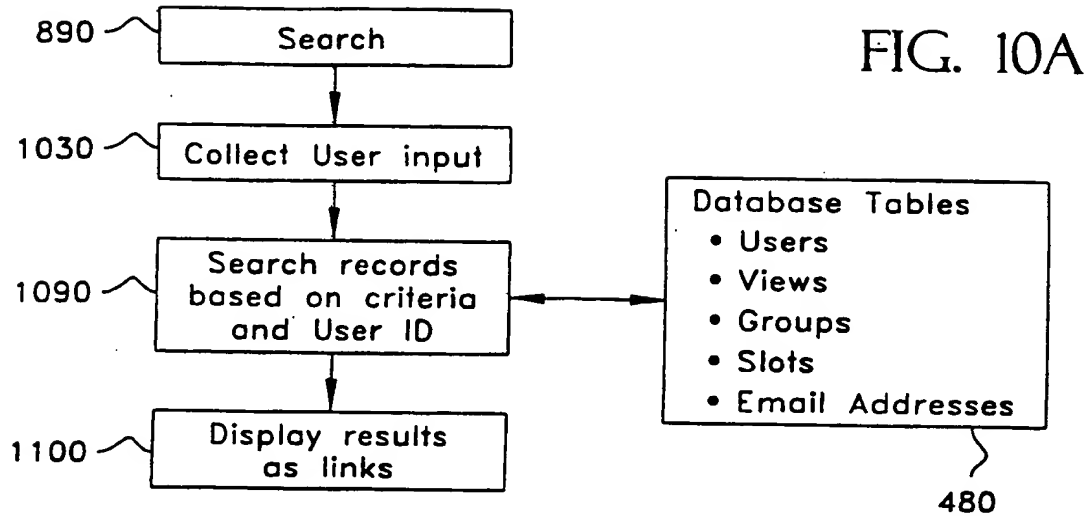 FIG. 10A
890
Search
1030
Collect User input
1090
Search records
based on criteria
and User ID
1100
Display results
as links
Database Tables
• Users
• Views
• Groups
• Slots
• Email Addresses
480